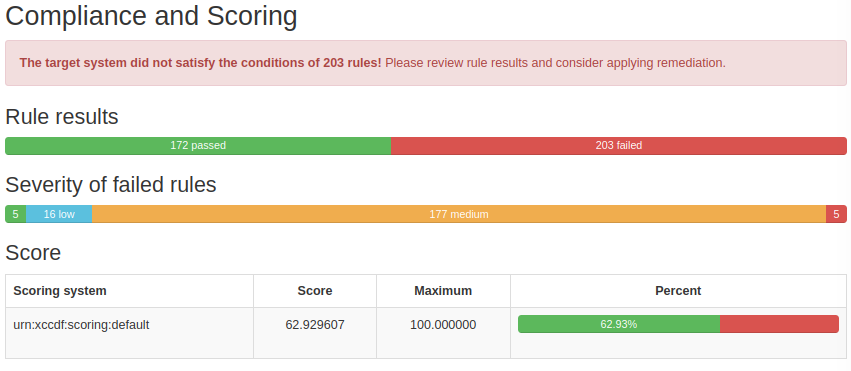 Compliance and Scoring
The target system did not satisfy the conditions of 203 rules! Please review rule results and consider applying remediation.
Rule results
172 passed 203 failed
Severity of failed rules
5 16 low 177 medium 5
Score
Scoring system Score Maximum Percent
urn:xccdf:scoring:default 62.929607 100.000000 62.93%